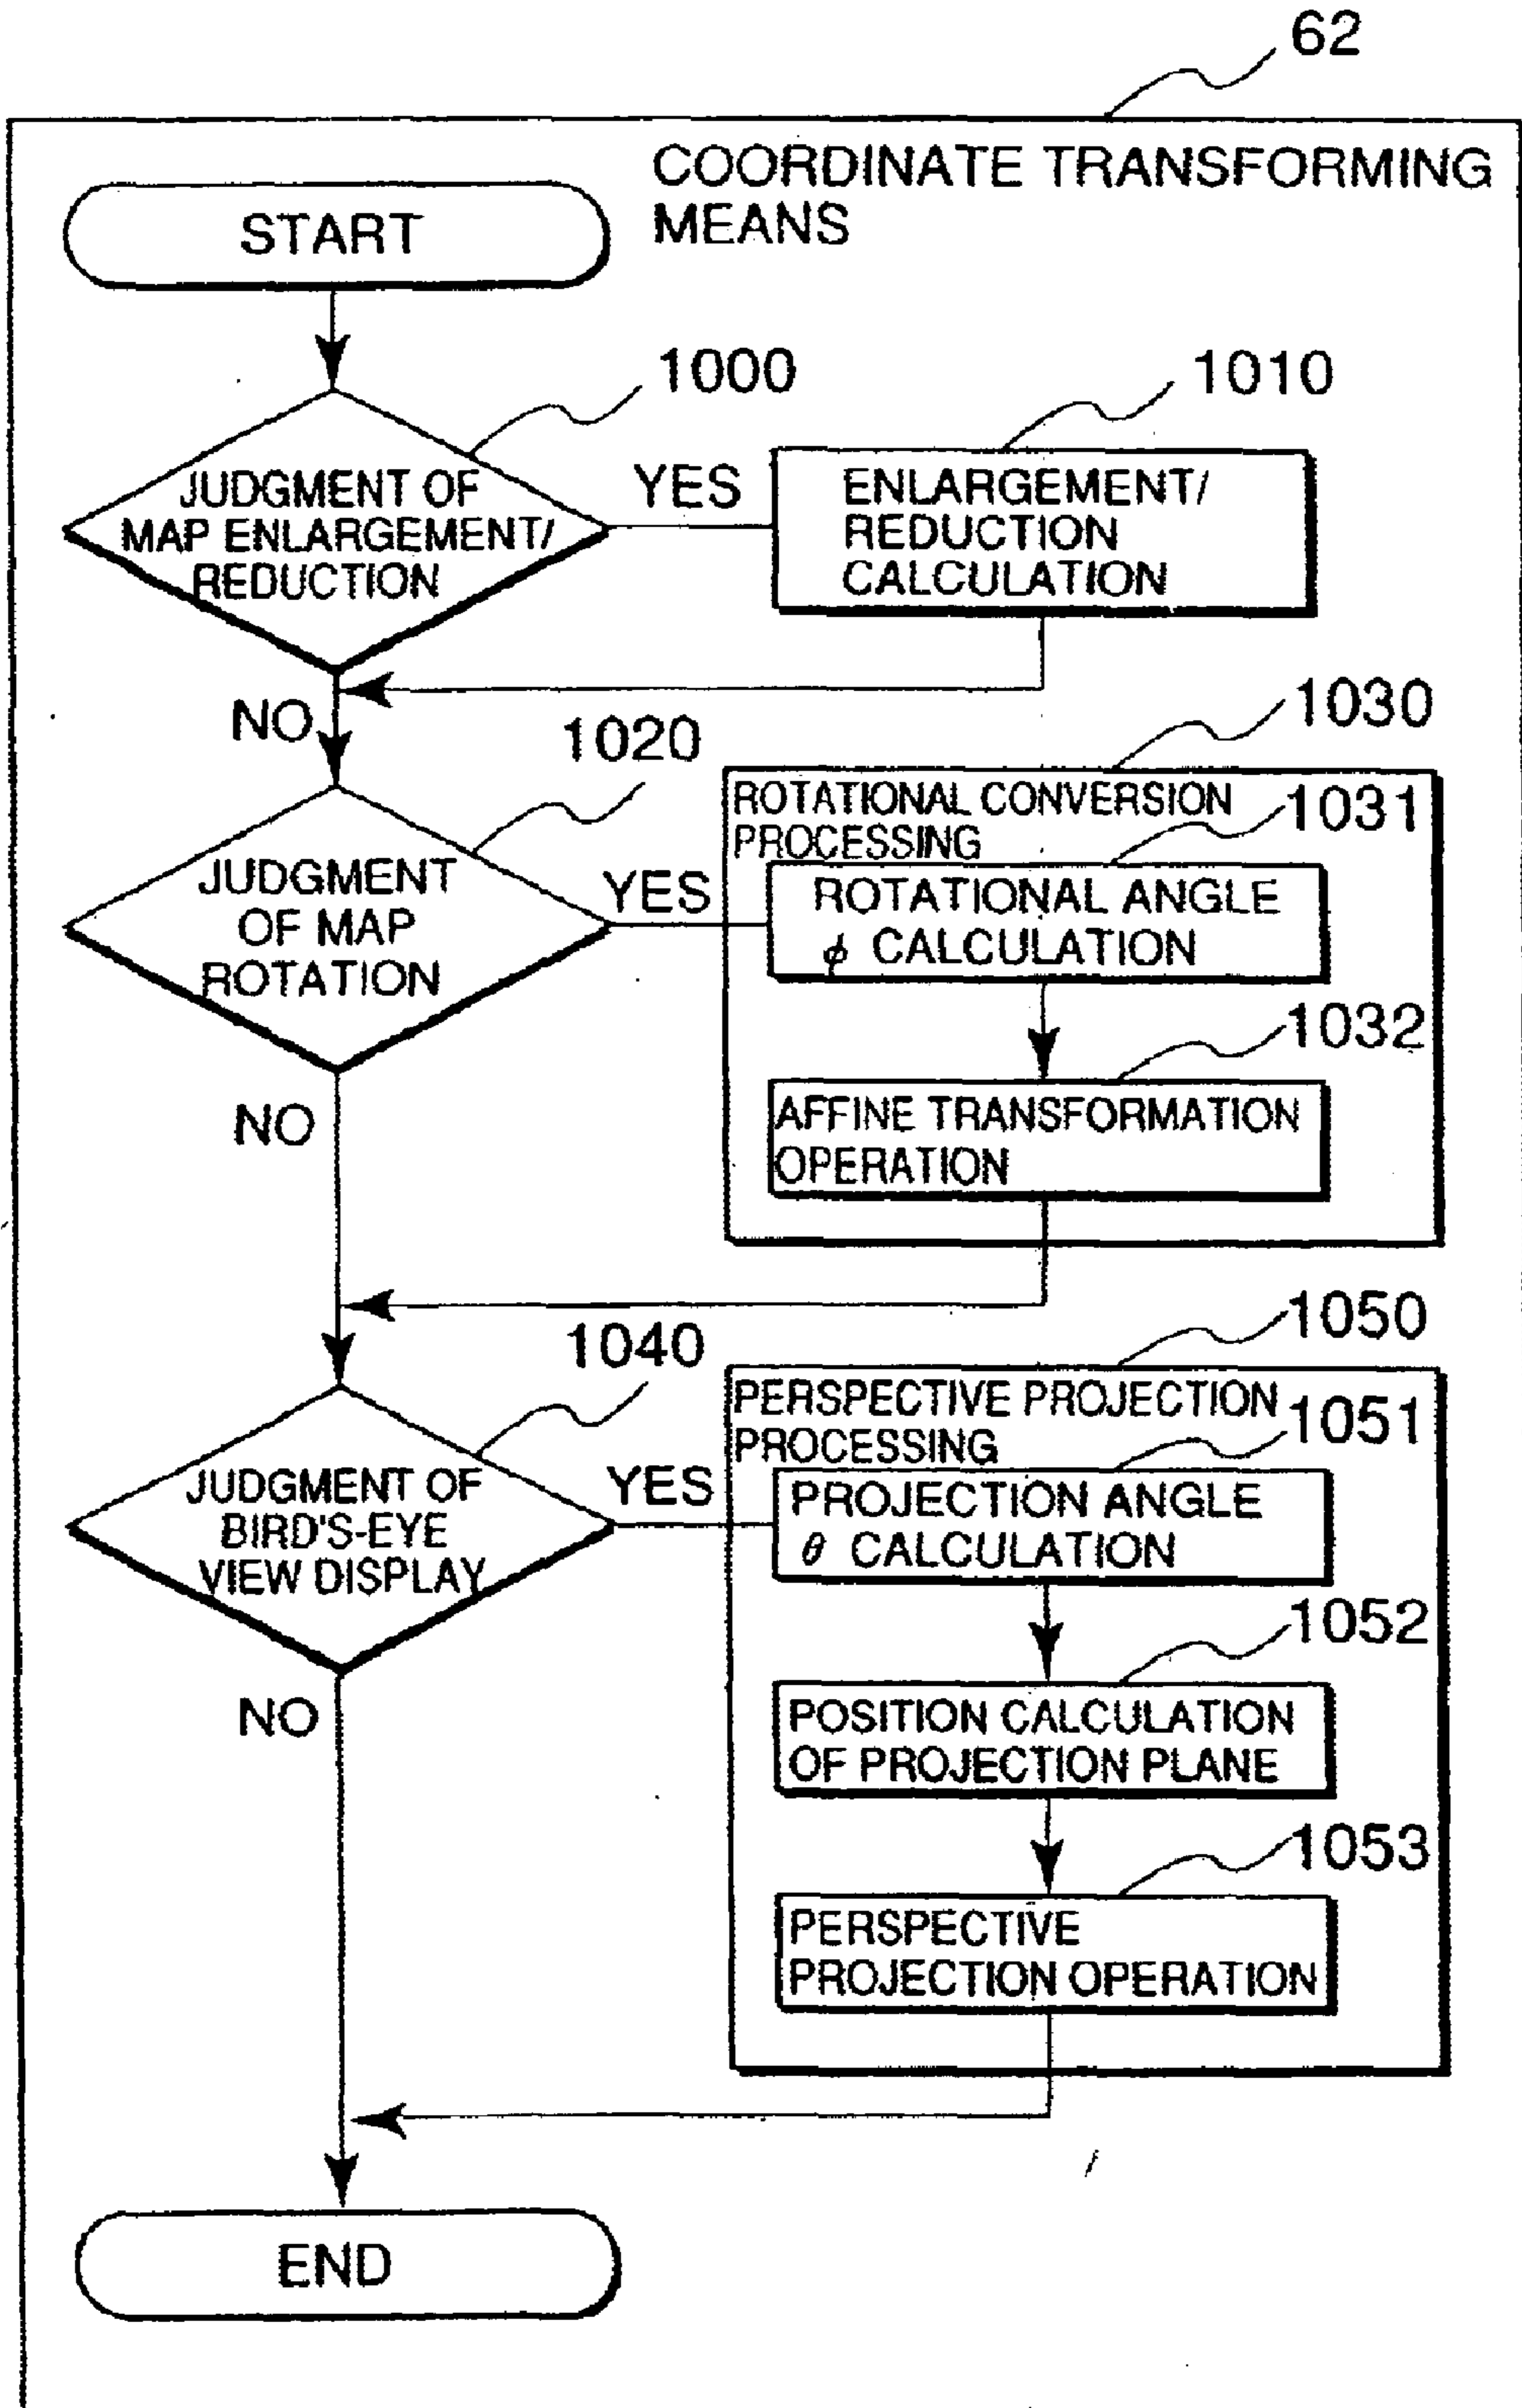 62
COORDINATE TRANSFORMING
MEANS
START
1000
1010
JUDGMENT OF
MAP ENLARGEMENT/
REDUCTION
YES
ENLARGEMENT/
REDUCTION
CALCULATION
NO
1020
1030
ROTATIONAL CONVERSION
PROCESSING
1031
JUDGMENT
OF MAP
ROTATION
YES
ROTATIONAL ANGLE
ϕ CALCULATION
1032
AFFINE TRANSFORMATION
OPERATION
NO
1040
1050
PERSPECTIVE PROJECTION
PROCESSING
1051
JUDGMENT OF
BIRD'S-EYE
VIEW DISPLAY
YES
PROJECTION ANGLE
θ CALCULATION
1052
POSITION CALCULATION
OF PROJECTION PLANE
NO
1053
PERSPECTIVE
PROJECTION OPERATION
END